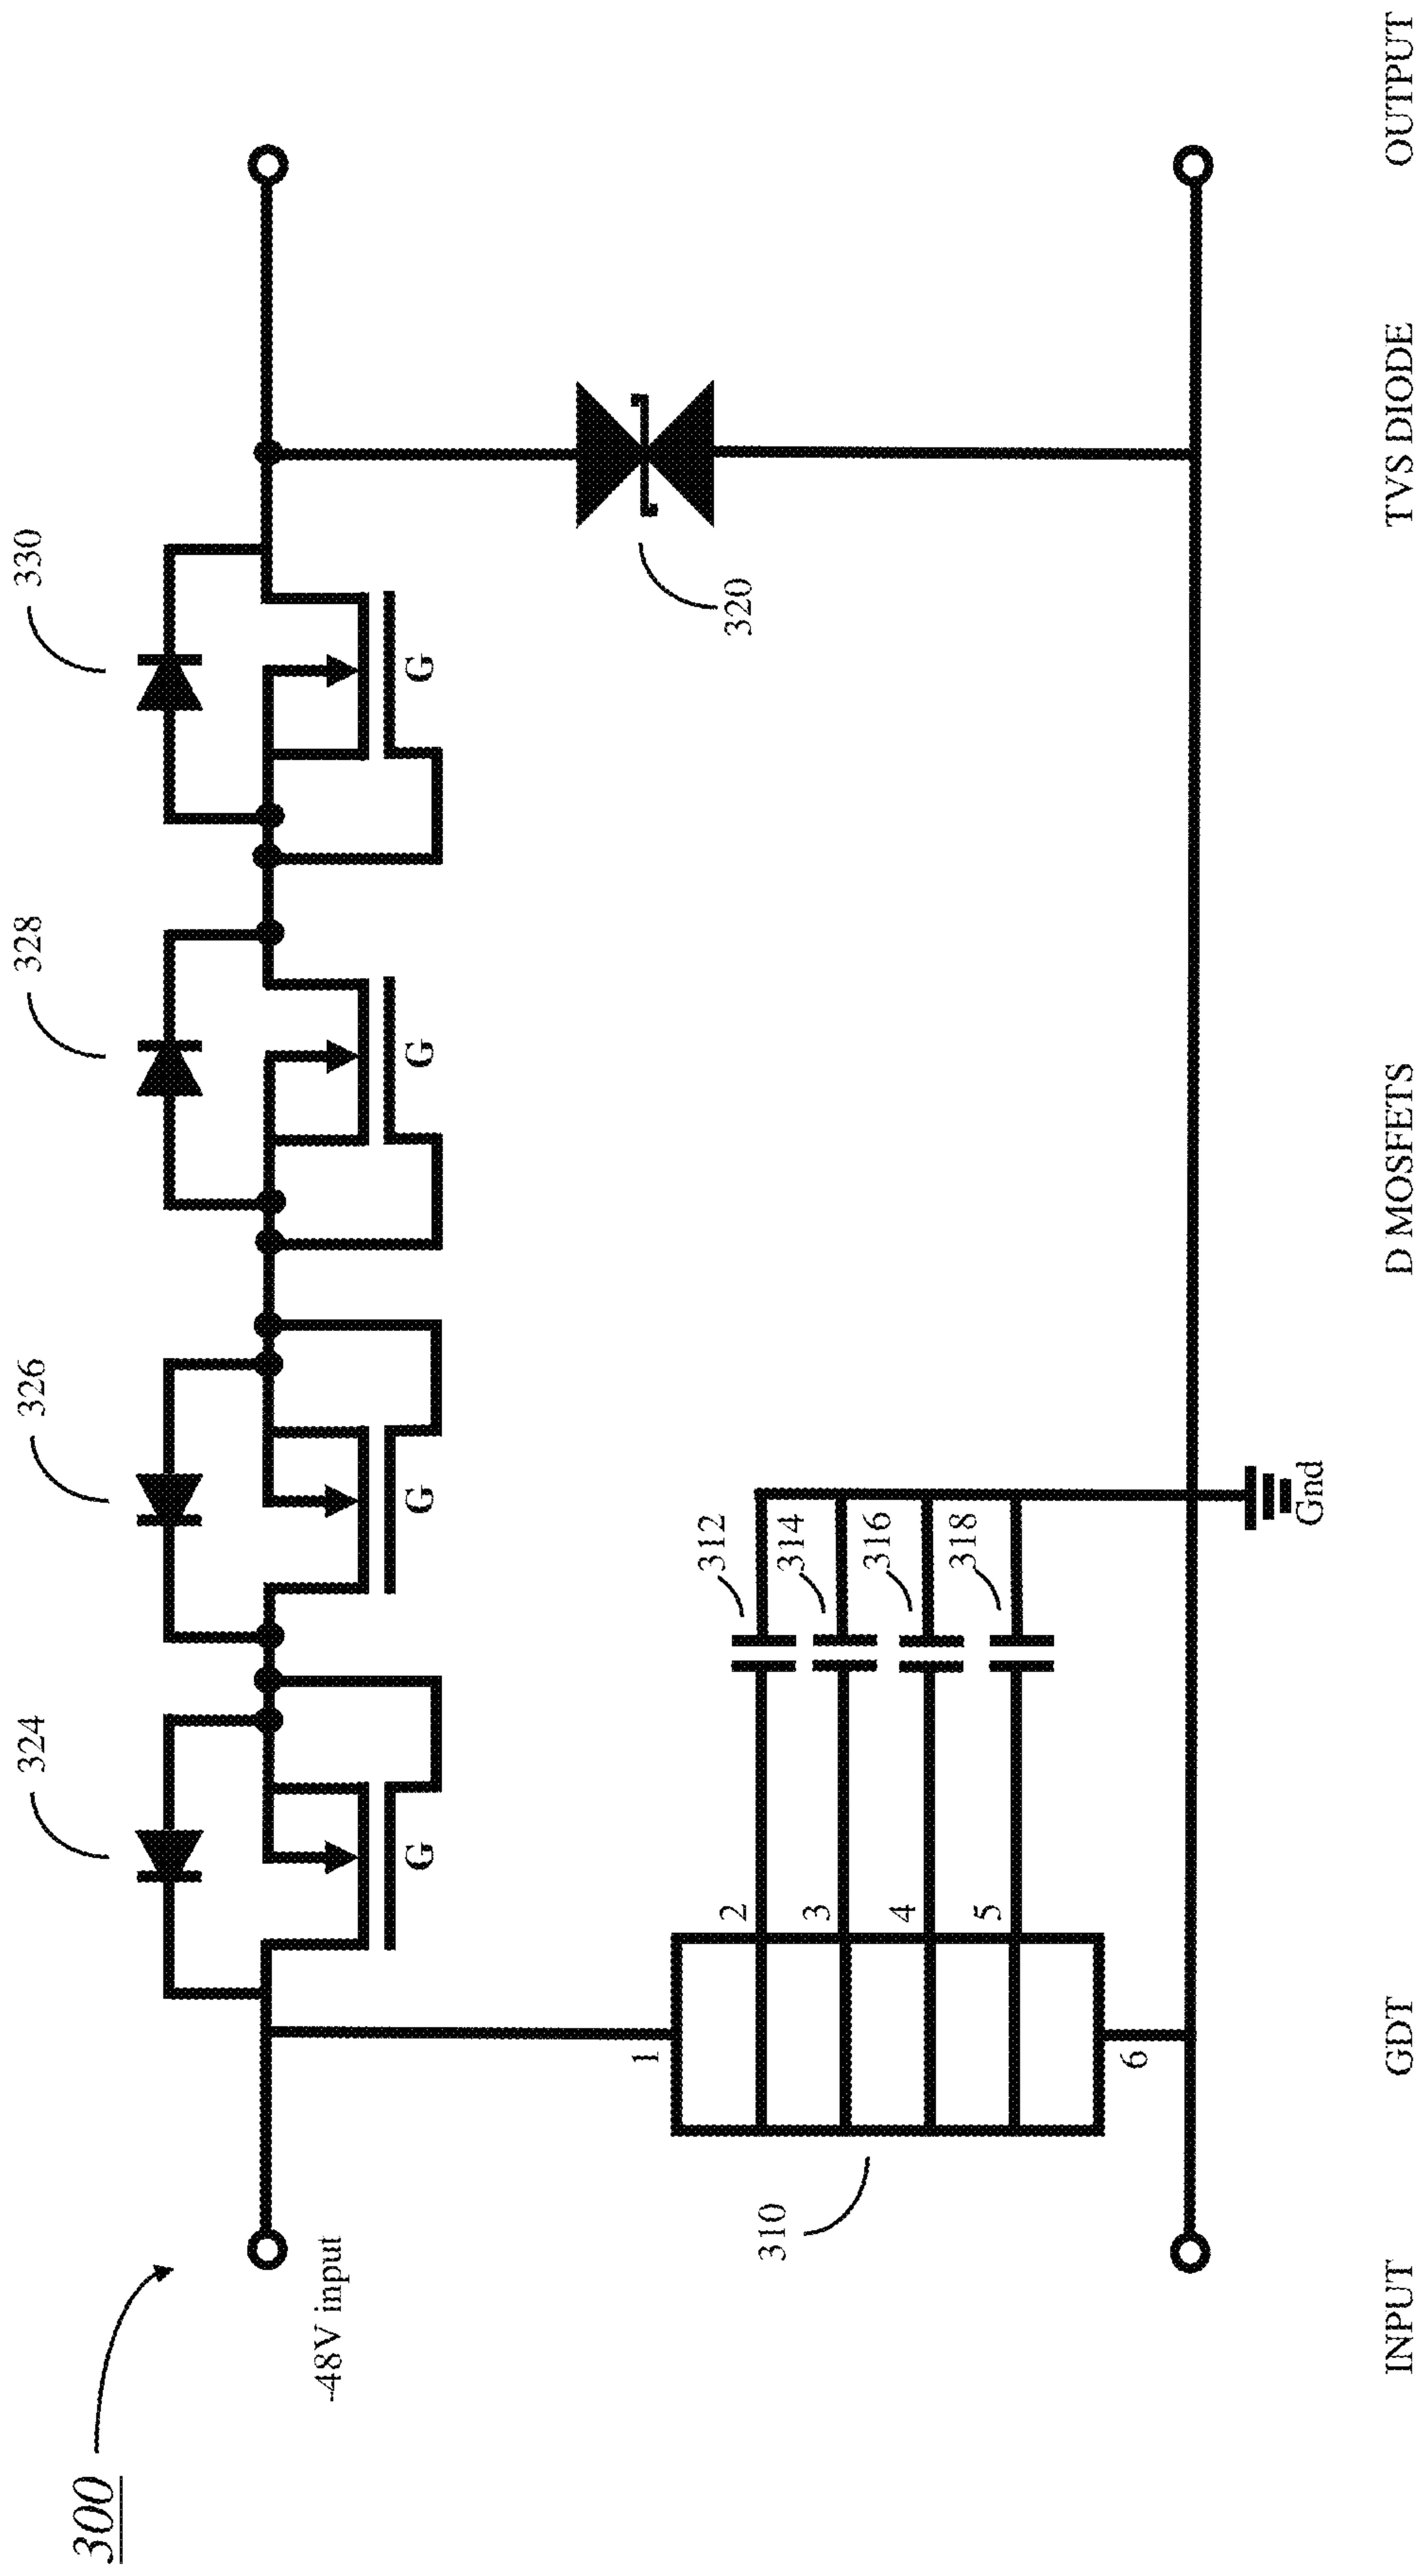 300
324
326
328
330
-48V input
G
G
G
G
310
1
2
3
4
5
6
312
314
316
318
320
Gnd
INPUT
GDT
D MOSFETS
TVS DIODE
OUTPUT